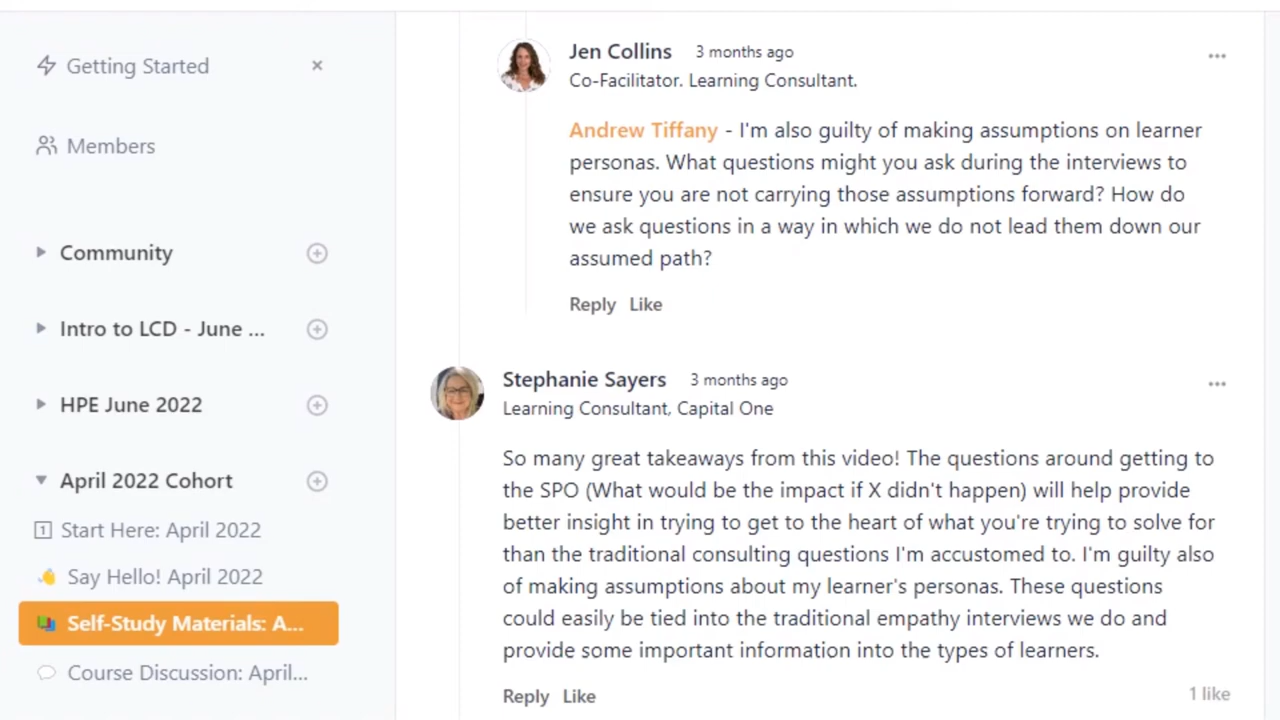 Getting Started
Members
Community
Intro to LCD - June ...
HPE June 2022
April 2022 Cohort
1 Start Here: April 2022
Say Hello! April 2022
Self-Study Materials: A...
Course Discussion: April...
Jen Collins 3 months ago
Co-Facilitator. Learning Consultant.
Andrew Tiffany - I'm also guilty of making assumptions on learner
personas. What questions might you ask during the interviews to
ensure you are not carrying those assumptions forward? How do
we ask questions in a way in which we do not lead them down our
assumed path?
Reply Like
Stephanie Sayers 3 months ago
Learning Consultant, Capital One
So many great takeaways from this video! The questions around getting to
the SPO (What would be the impact if X didn't happen) will help provide
better insight in trying to get to the heart of what you're trying to solve for
than the traditional consulting questions I'm accustomed to. I'm guilty also
of making assumptions about my learner's personas. These questions
could easily be tied into the traditional empathy interviews we do and
provide some important information into the types of learners.
Reply Like 1 like